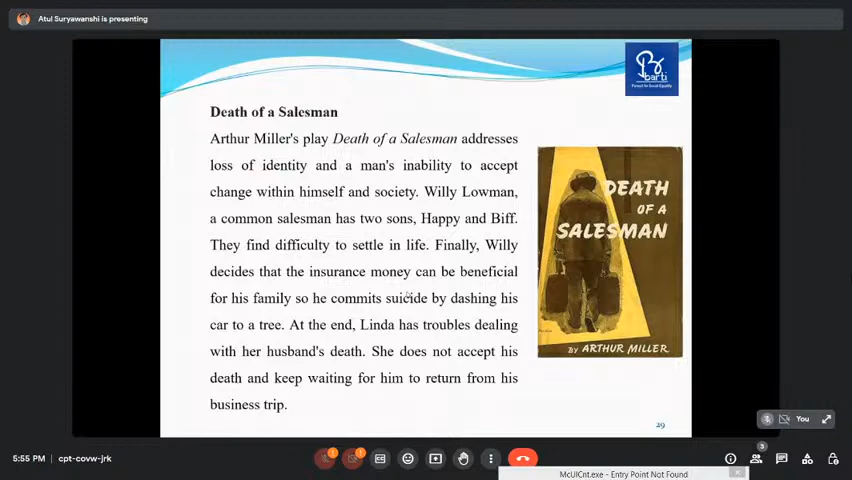 Atul Suryawanshi is presenting
barti
Death of a Salesman
Arthur Miller's play Death of a Salesman addresses
loss of identity and a man's inability to accept
change within himself and society. Willy Lowman,
a common salesman has two sons, Happy and Biff.
They find difficulty to settle in life. Finally, Willy
decides that the insurance money can be beneficial
for his family so he commits suicide by dashing his
car to a tree. At the end, Linda has troubles dealing
with her husband's death. She does not accept his
death and keep waiting for him to return from his
business trip.
DEATH
OF A
SALESMAN
BY ARTHUR MILLER
29
You
3
5:55 PM | cpt-covw-jrk
McUICnt.exe - Entry Point Not Found